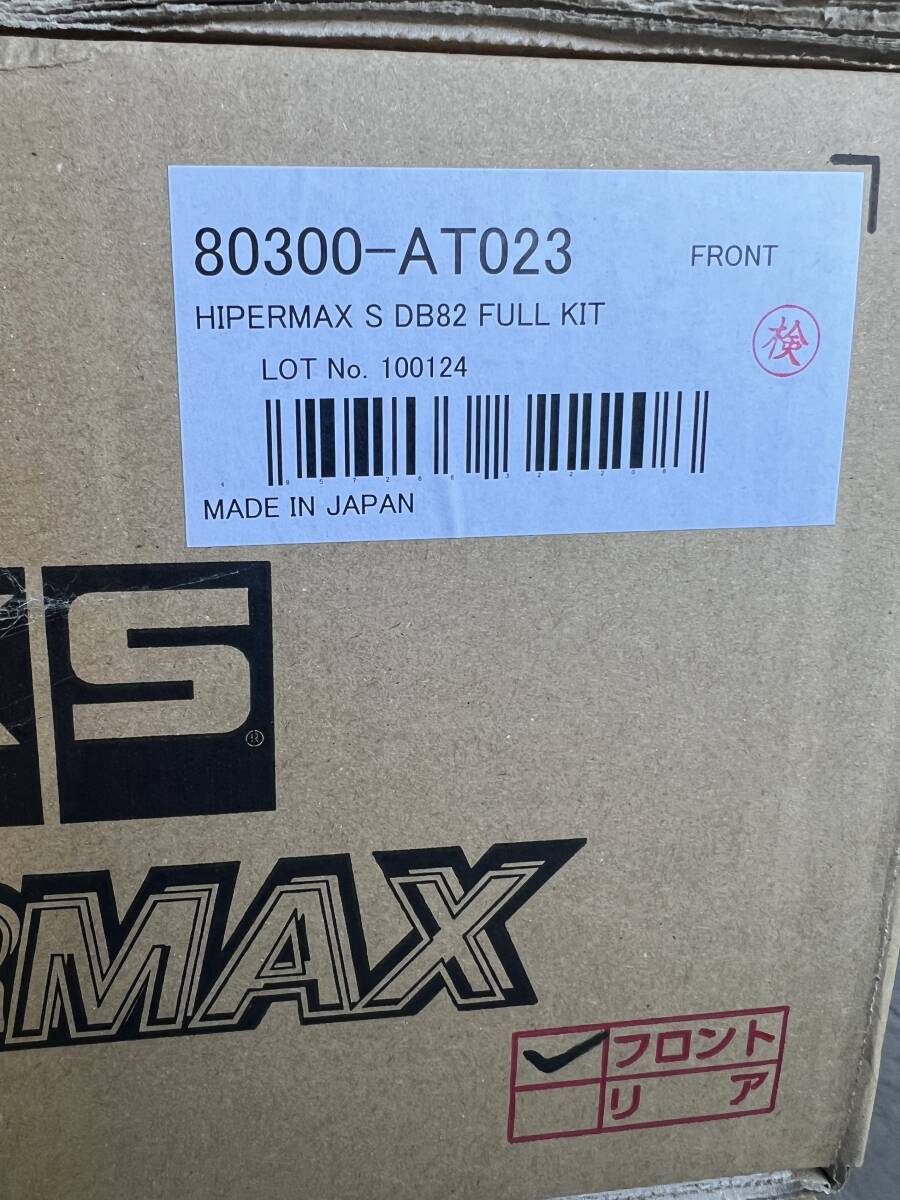 80300-AT023 FRONT
HIPERMAX S DB82 FULL KIT
検
LOT No. 100124
MADE IN JAPAN
KS®
RMAX
フロント
リア